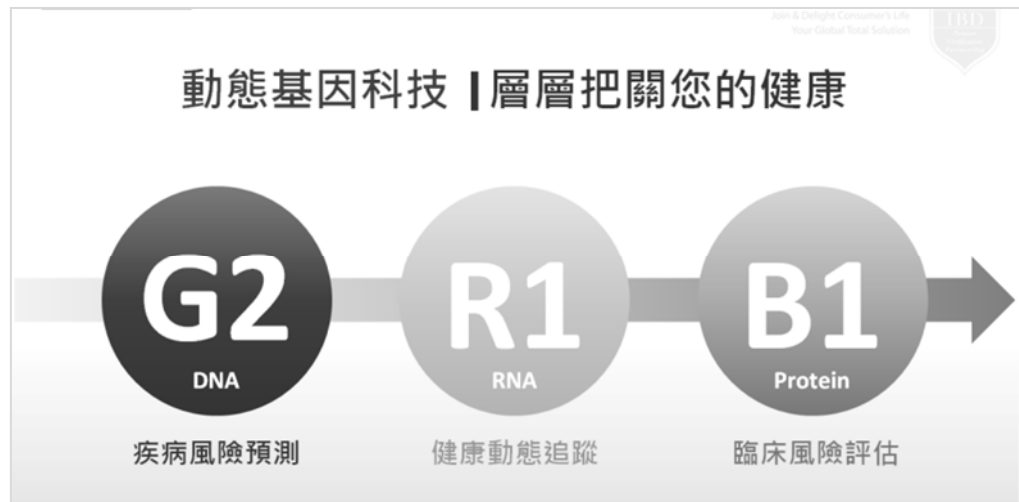 Join & Delight Consumer's Life
Your Global Total Solution
IBD
動態基因科技 | 層層把關您的健康
G2
DNA
R1
RNA
B1
Protein
疾病風險預測
健康動態追蹤
臨床風險評估